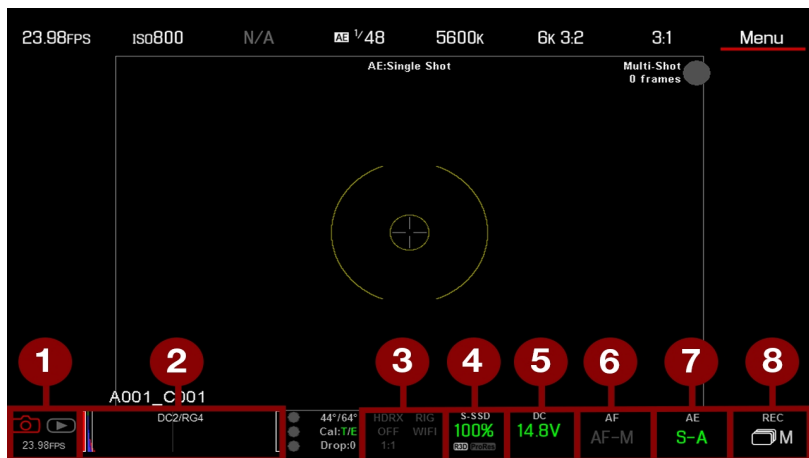 23.98FPS ISO800 N/A AE 1/48 5600K 6K 3:2 3:1 Menu
AE:Single Shot
Multi-Shot
0 frames
1 2 3 4 5 6 7 8
A001_C001
23.98FPS
DC2/RG4
44°/64°
Cal:T/E
Drop:0
HDRX RIG
OFF WIFI
1:1
S-SSD
100%
R3D ProRes
DC
14.8V
AF
AF-M
AE
S-A
REC
M